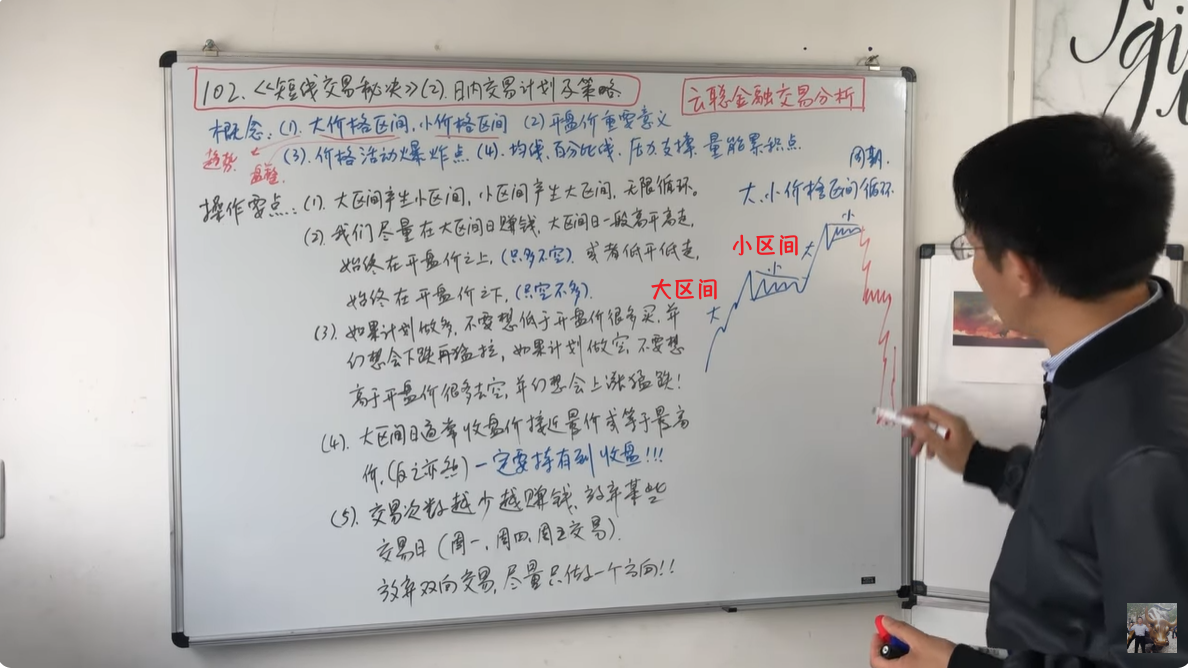 102.《短线交易秘决》(2).日内交易计划及策略.
云聪金融交易分析
概念:(1).大价格区间,小价格区间 (2)开盘价重要意义
趋势.
盘整.
(3).价格活动爆炸点(4).均线,百分比线,压力支撑,量能累积点
周期.
大、小价格区间循环.
操作要点:(1).大区间产生小区间,小区间产生大区间,无限循环。
(2).我们尽量在大区间日赚钱,大区间日一般高开高走,
始终在开盘价之上,(只多不空).或者低开低走,
始终在开盘价之下,(只空不多).
(3).如果计划做多,不要想低于开盘价很多买,并
幻想会下跌再猛拉,如果计划做空,不要想
高于开盘价很多去空,并幻想会上涨猛跌!
(4).大区间日通常收盘价接近最价或等于最高
价,(反之亦然)一定要持有到收盘!!!
(5).交易次数越少越赚钱,放弃某些
交易日(周一,周四,周五交易).
放弃双向交易,尽量只做一个方向!!
小区间
大区间
小
大
小
大